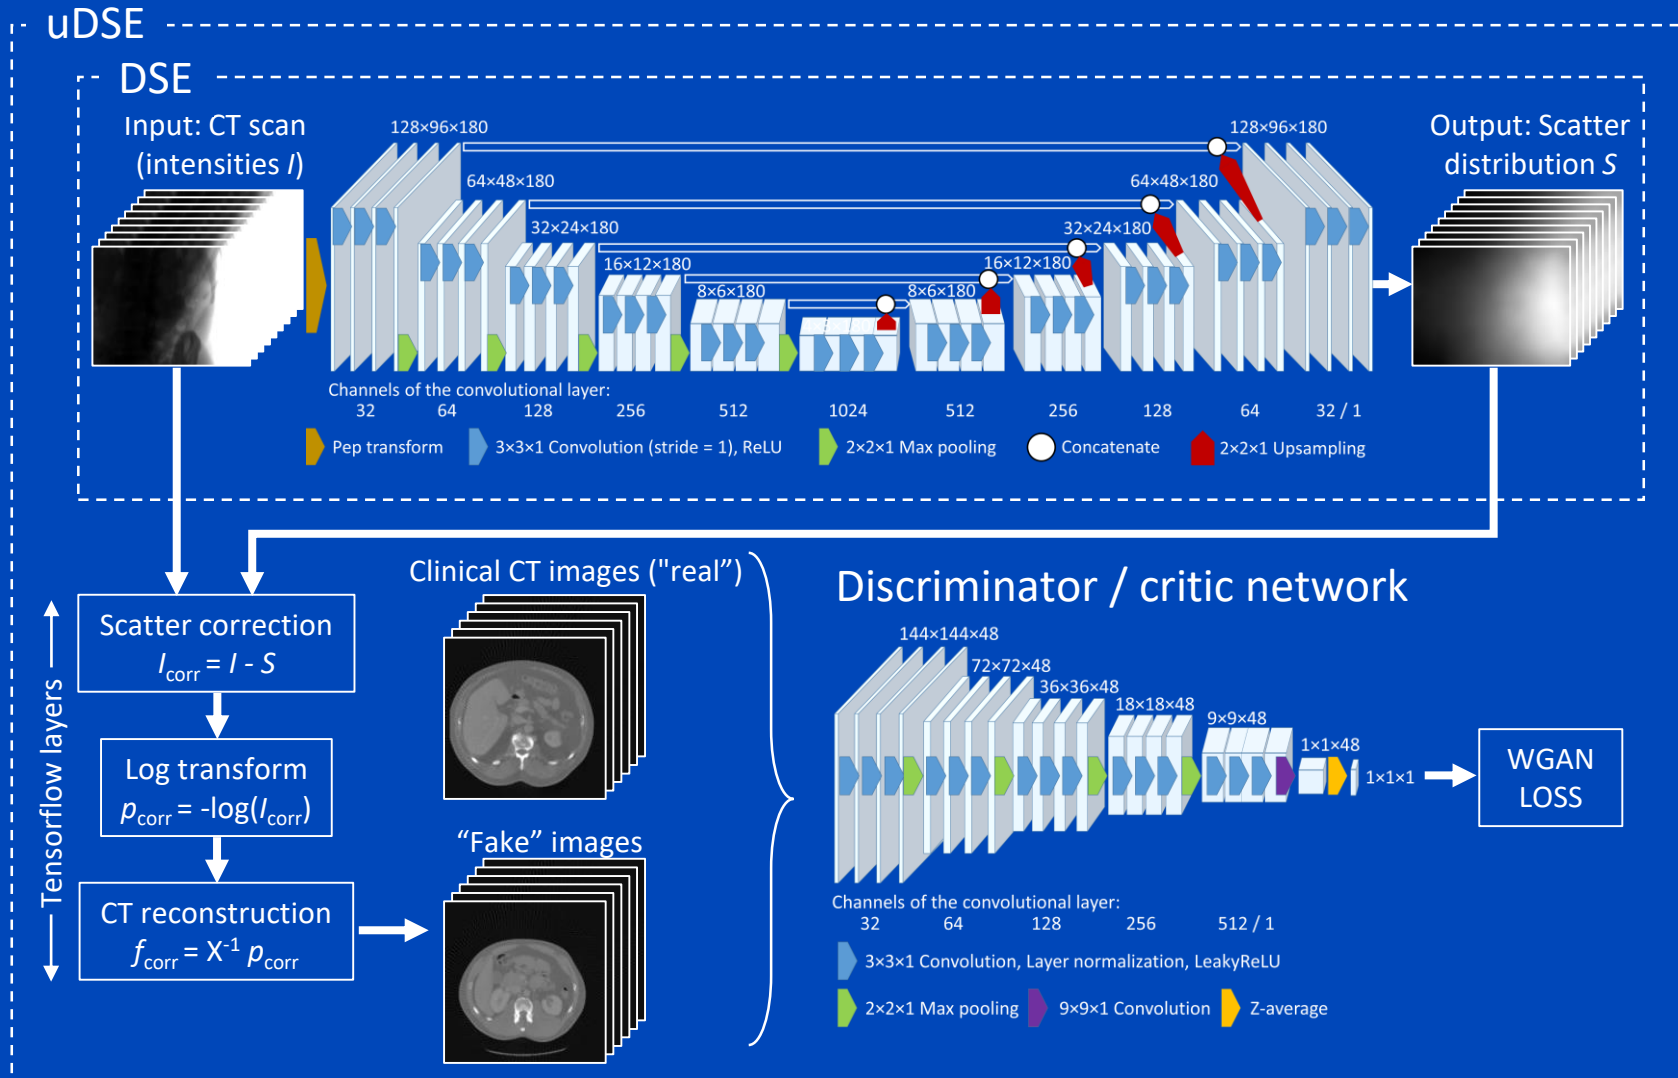 uDSE
DSE
Input: CT scan
(intensities I)
128×96×180
64×48×180
32×24×180
16×12×180
8×6×180
8×6×180
16×12×180
32×24×180
64×48×180
128×96×180
Output: Scatter
distribution S
Channels of the convolutional layer:
32 64 128 256 512 1024 512 256 128 64 32 / 1
Pep transform
3×3×1 Convolution (stride = 1), ReLU
2×2×1 Max pooling
Concatenate
2×2×1 Upsampling
Tensorflow layers
Scatter correction
Icorr = I - S
Log transform
pcorr = -log(Icorr)
CT reconstruction
fcorr = X-1 pcorr
Clinical CT images ("real”)
“Fake” images
Discriminator / critic network
144×144×48
72×72×48
36×36×48
18×18×48
9×9×48
1×1×48
1×1×1
WGAN
LOSS
Channels of the convolutional layer:
32 64 128 256 512 / 1
3×3×1 Convolution, Layer normalization, LeakyReLU
2×2×1 Max pooling
9×9×1 Convolution
Z-average